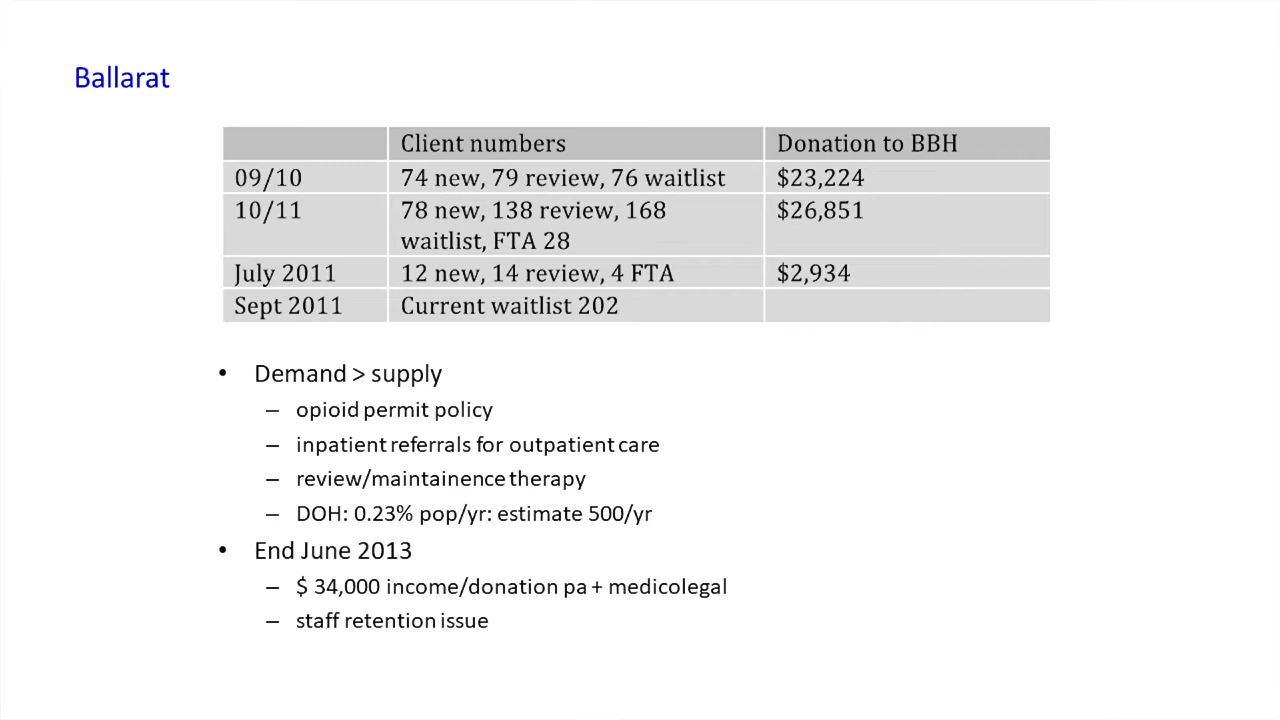 Ballarat
Client numbers Donation to BBH
09/10 74 new, 79 review, 76 waitlist $23,224
10/11 78 new, 138 review, 168 $26,851
waitlist, FTA 28
July 2011 12 new, 14 review, 4 FTA $2,934
Sept 2011 Current waitlist 202
• Demand > supply
– opioid permit policy
– inpatient referrals for outpatient care
– review/maintainence therapy
– DOH: 0.23% pop/yr: estimate 500/yr
• End June 2013
– $ 34,000 income/donation pa + medicolegal
– staff retention issue